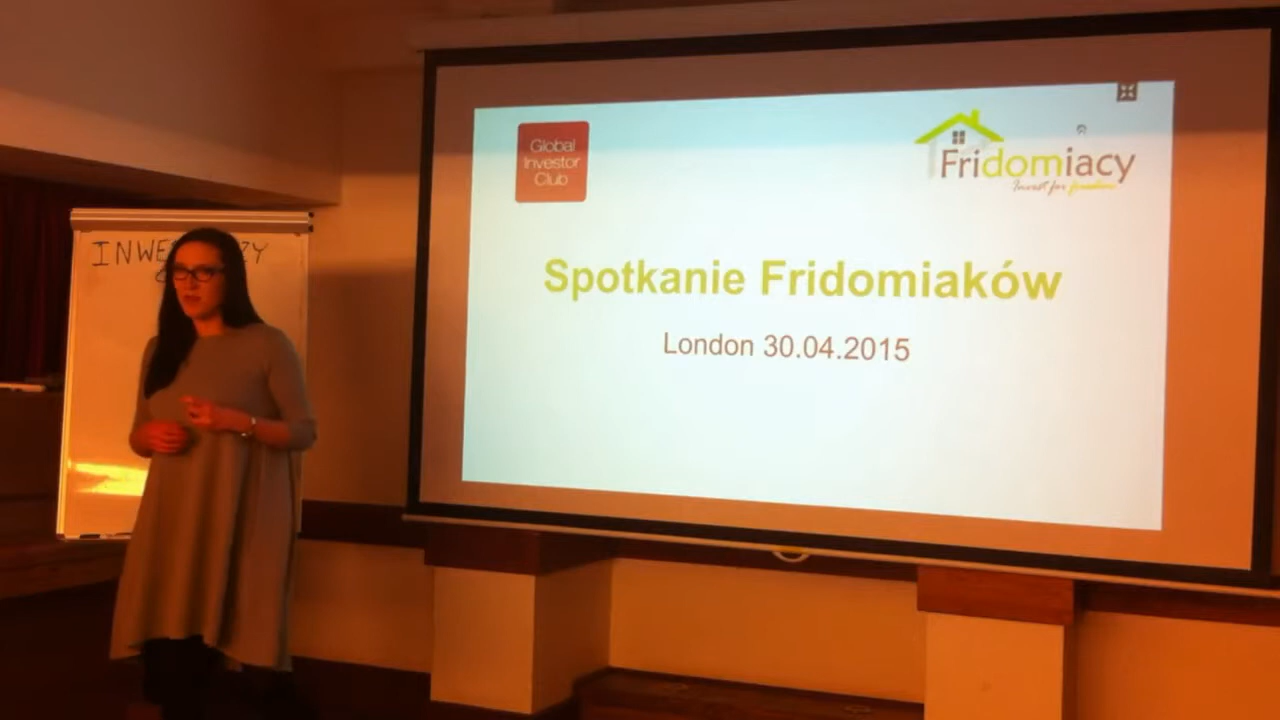 Global
Investor
Club
Fridomiacy
Invest for freedom
Spotkanie Fridomiaków
London 30.04.2015